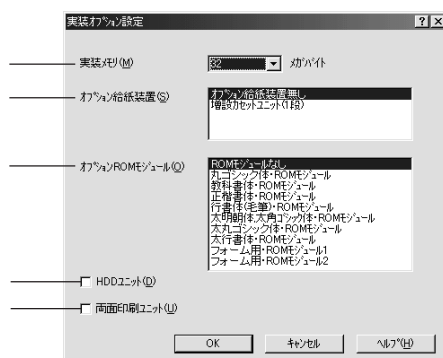 実装ｵﾌﾟｼｮﾝ設定
実装ﾒﾓﾘ(M) 32 ﾒｶﾞﾊﾞｲﾄ
ｵﾌﾟｼｮﾝ給紙装置(S) ｵﾌﾟｼｮﾝ給紙装置無し
増設ｶｾｯﾄﾕﾆｯﾄ(1段)
ｵﾌﾟｼｮﾝROMﾓｼﾞｭｰﾙ(O) ROMﾓｼﾞｭｰﾙなし
丸ゴシック体･ROMﾓｼﾞｭｰﾙ
教科書体･ROMﾓｼﾞｭｰﾙ
正楷書体･ROMﾓｼﾞｭｰﾙ
行書体(毛筆)･ROMﾓｼﾞｭｰﾙ
太明朝体,太角ｺﾞｼｯｸ体･ROMﾓｼﾞｭｰﾙ
太丸ゴシック体･ROMﾓｼﾞｭｰﾙ
太行書体･ROMﾓｼﾞｭｰﾙ
フォーム用･ROMﾓｼﾞｭｰﾙ1
フォーム用･ROMﾓｼﾞｭｰﾙ2
HDDﾕﾆｯﾄ(D)
両面印刷ﾕﾆｯﾄ(U)
OK ｷｬﾝｾﾙ ﾍﾙﾌﾟ(H)